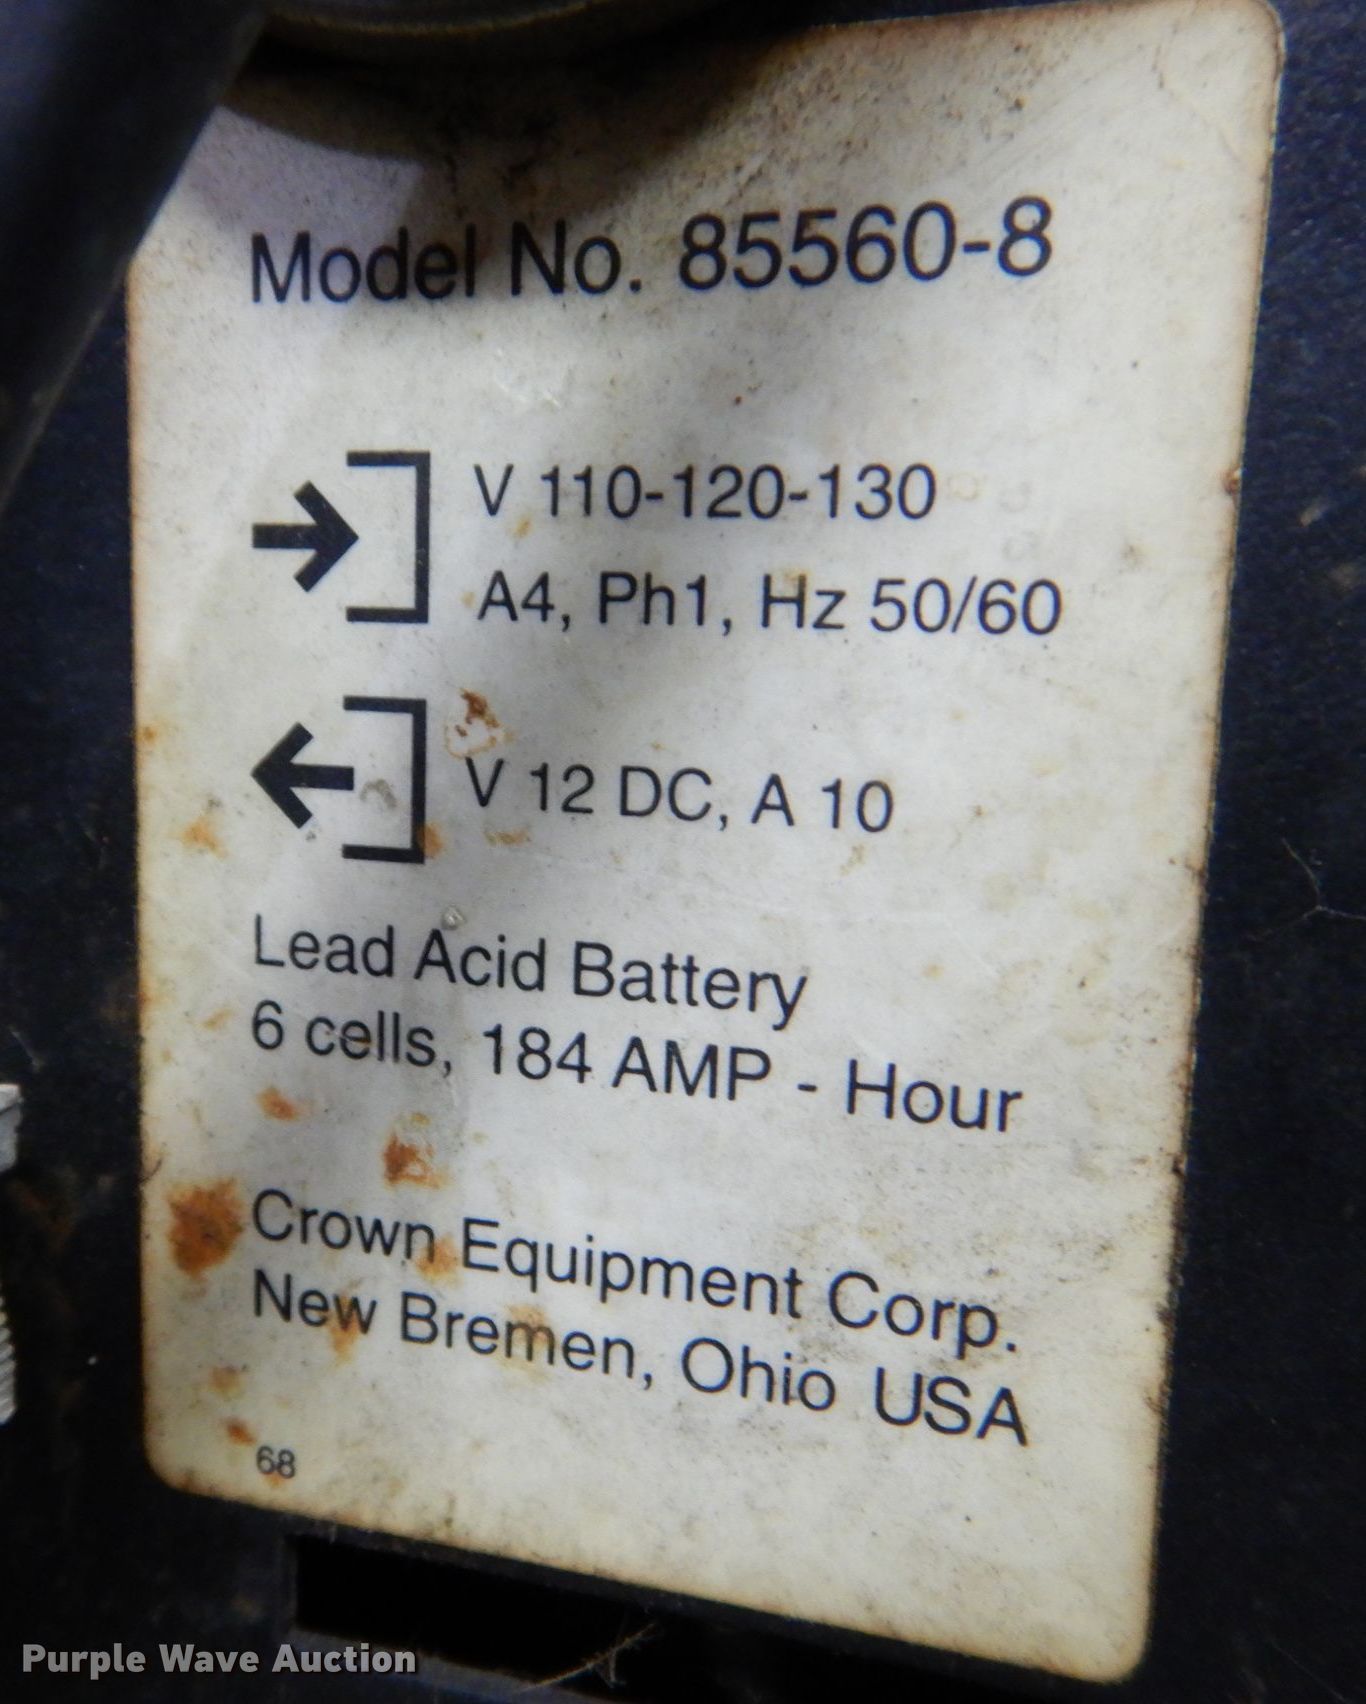 Model No. 85560-8
V 110-120-130
A4, Ph1, Hz 50/60
V 12 DC, A 10
Lead Acid Battery
6 cells, 184 AMP - Hour
Crown Equipment Corp.
New Bremen, Ohio USA
68
Purple Wave Auction